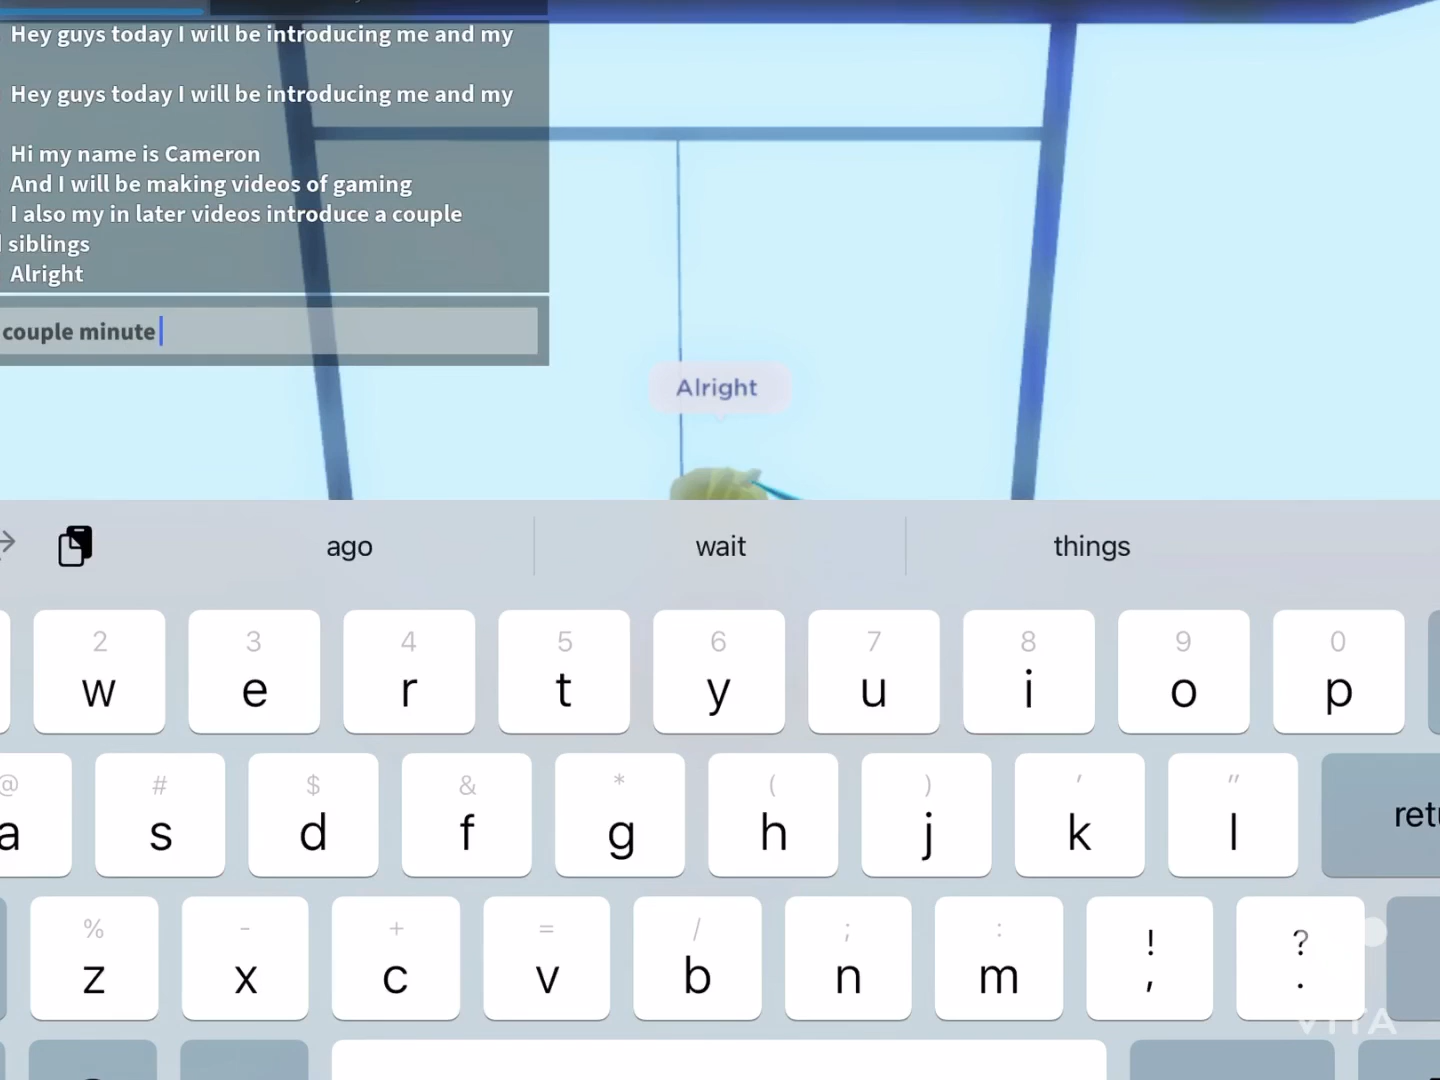 Hey guys today I will be introducing me and my
Hey guys today I will be introducing me and my
Hi my name is Cameron
And I will be making videos of gaming
I also my in later videos introduce a couple
siblings
Alright
couple minute
Alright
ago wait things
2 3 4 5 6 7 8 9 0
w e r t y u i o p
@ # $ & * ( ) ' "
a s d f g h j k l
% - + = / ; : ! ?
z x c v b n m , .
VITA